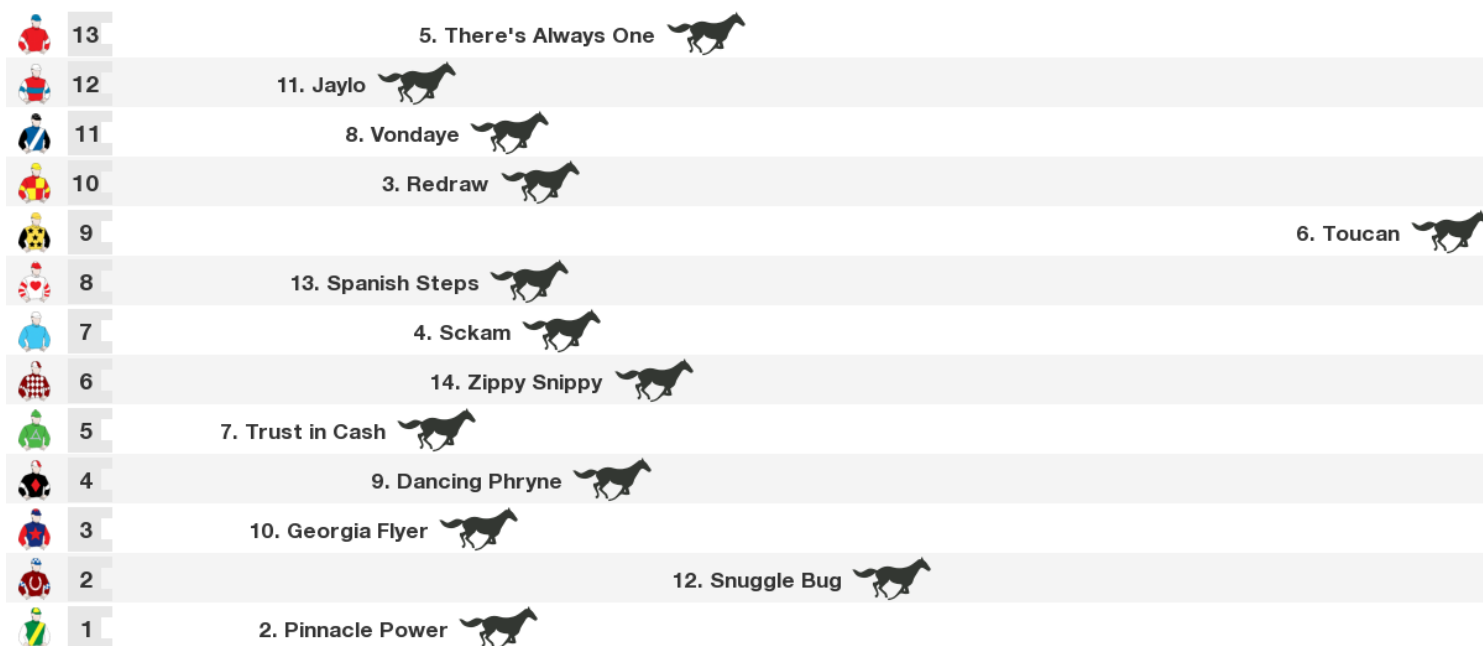 13 5. There's Always One
12 11. Jaylo
11 8. Vondaye
10 3. Redraw
9 6. Toucan
8 13. Spanish Steps
7 4. Sckam
6 14. Zippy Snippy
5 7. Trust in Cash
4 9. Dancing Phryne
3 10. Georgia Flyer
2 12. Snuggle Bug
1 2. Pinnacle Power